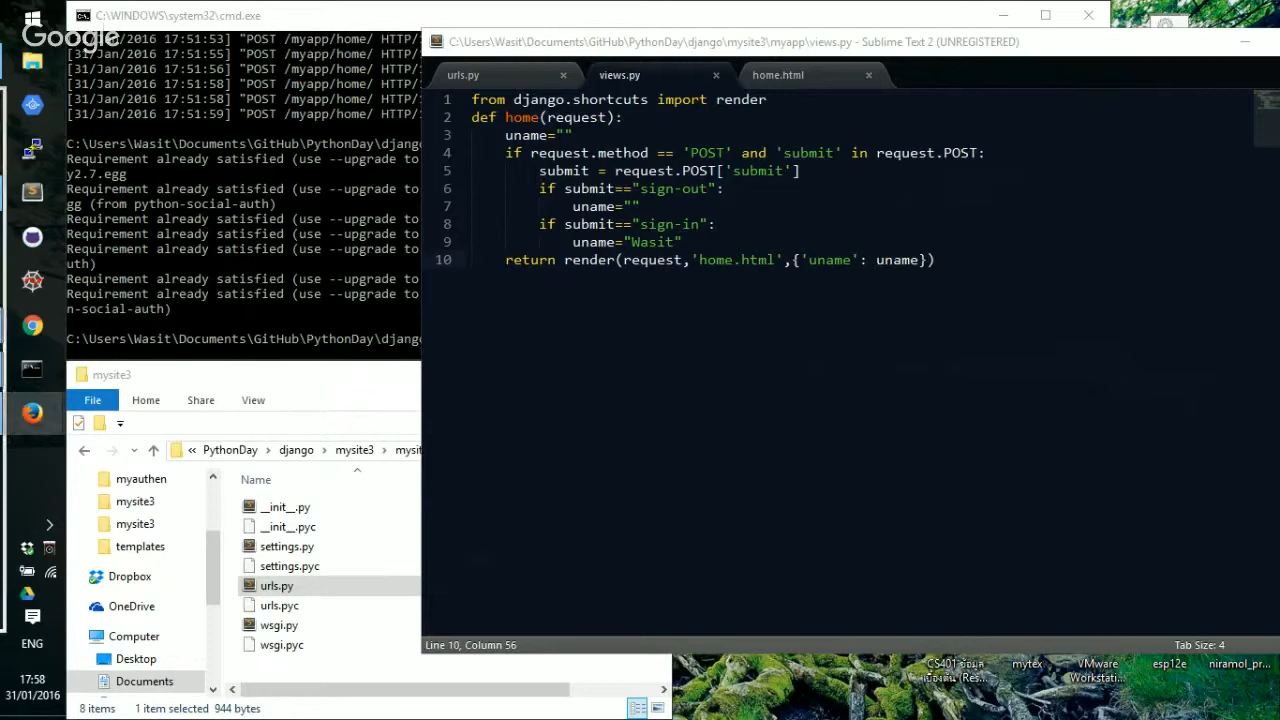 C:\WINDOWS\system32\cmd.exe
Google
[31/Jan/2016 17:51:53] "POST /myapp/home/ HTTP/
[31/Jan/2016 17:51:55] "POST /myapp/home/ HTTP/
[31/Jan/2016 17:51:56] "POST /myapp/home/ HTTP/
[31/Jan/2016 17:51:58] "POST /myapp/home/ HTTP/
[31/Jan/2016 17:51:58] "POST /myapp/home/ HTTP/
[31/Jan/2016 17:51:59] "POST /myapp/home/ HTTP/
C:\Users\Wasit\Documents\GitHub\PythonDay\django
Requirement already satisfied (use --upgrade to
y2.7.egg
Requirement already satisfied (use --upgrade to
gg (from python-social-auth)
Requirement already satisfied (use --upgrade to
Requirement already satisfied (use --upgrade to
Requirement already satisfied (use --upgrade to
uth)
Requirement already satisfied (use --upgrade to
Requirement already satisfied (use --upgrade to
n-social-auth)
C:\Users\Wasit\Documents\GitHub\PythonDay\django
C:\Users\Wasit\Documents\GitHub\PythonDay\django\mysite3\myapp\views.py - Sublime Text 2 (UNREGISTERED)
urls.py
views.py
home.html
1 from django.shortcuts import render
2 def home(request):
3 uname=""
4 if request.method == 'POST' and 'submit' in request.POST:
5 submit = request.POST['submit']
6 if submit=="sign-out":
7 uname=""
8 if submit=="sign-in":
9 uname="Wasit"
10 return render(request,'home.html',{'uname': uname})
Line 10, Column 56
Tab Size: 4
mysite3
File Home Share View
« PythonDay > django > mysite3 > mysit
Name
myauthen
mysite3
mysite3
templates
Dropbox
OneDrive
Computer
Desktop
Documents
__init__.py
__init__.pyc
settings.py
settings.pyc
urls.py
urls.pyc
wsgi.py
wsgi.pyc
8 items 1 item selected 944 bytes
ENG
17:58
31/01/2016
mytex
VMware
Workstati...
esp12e
niramol_pr...